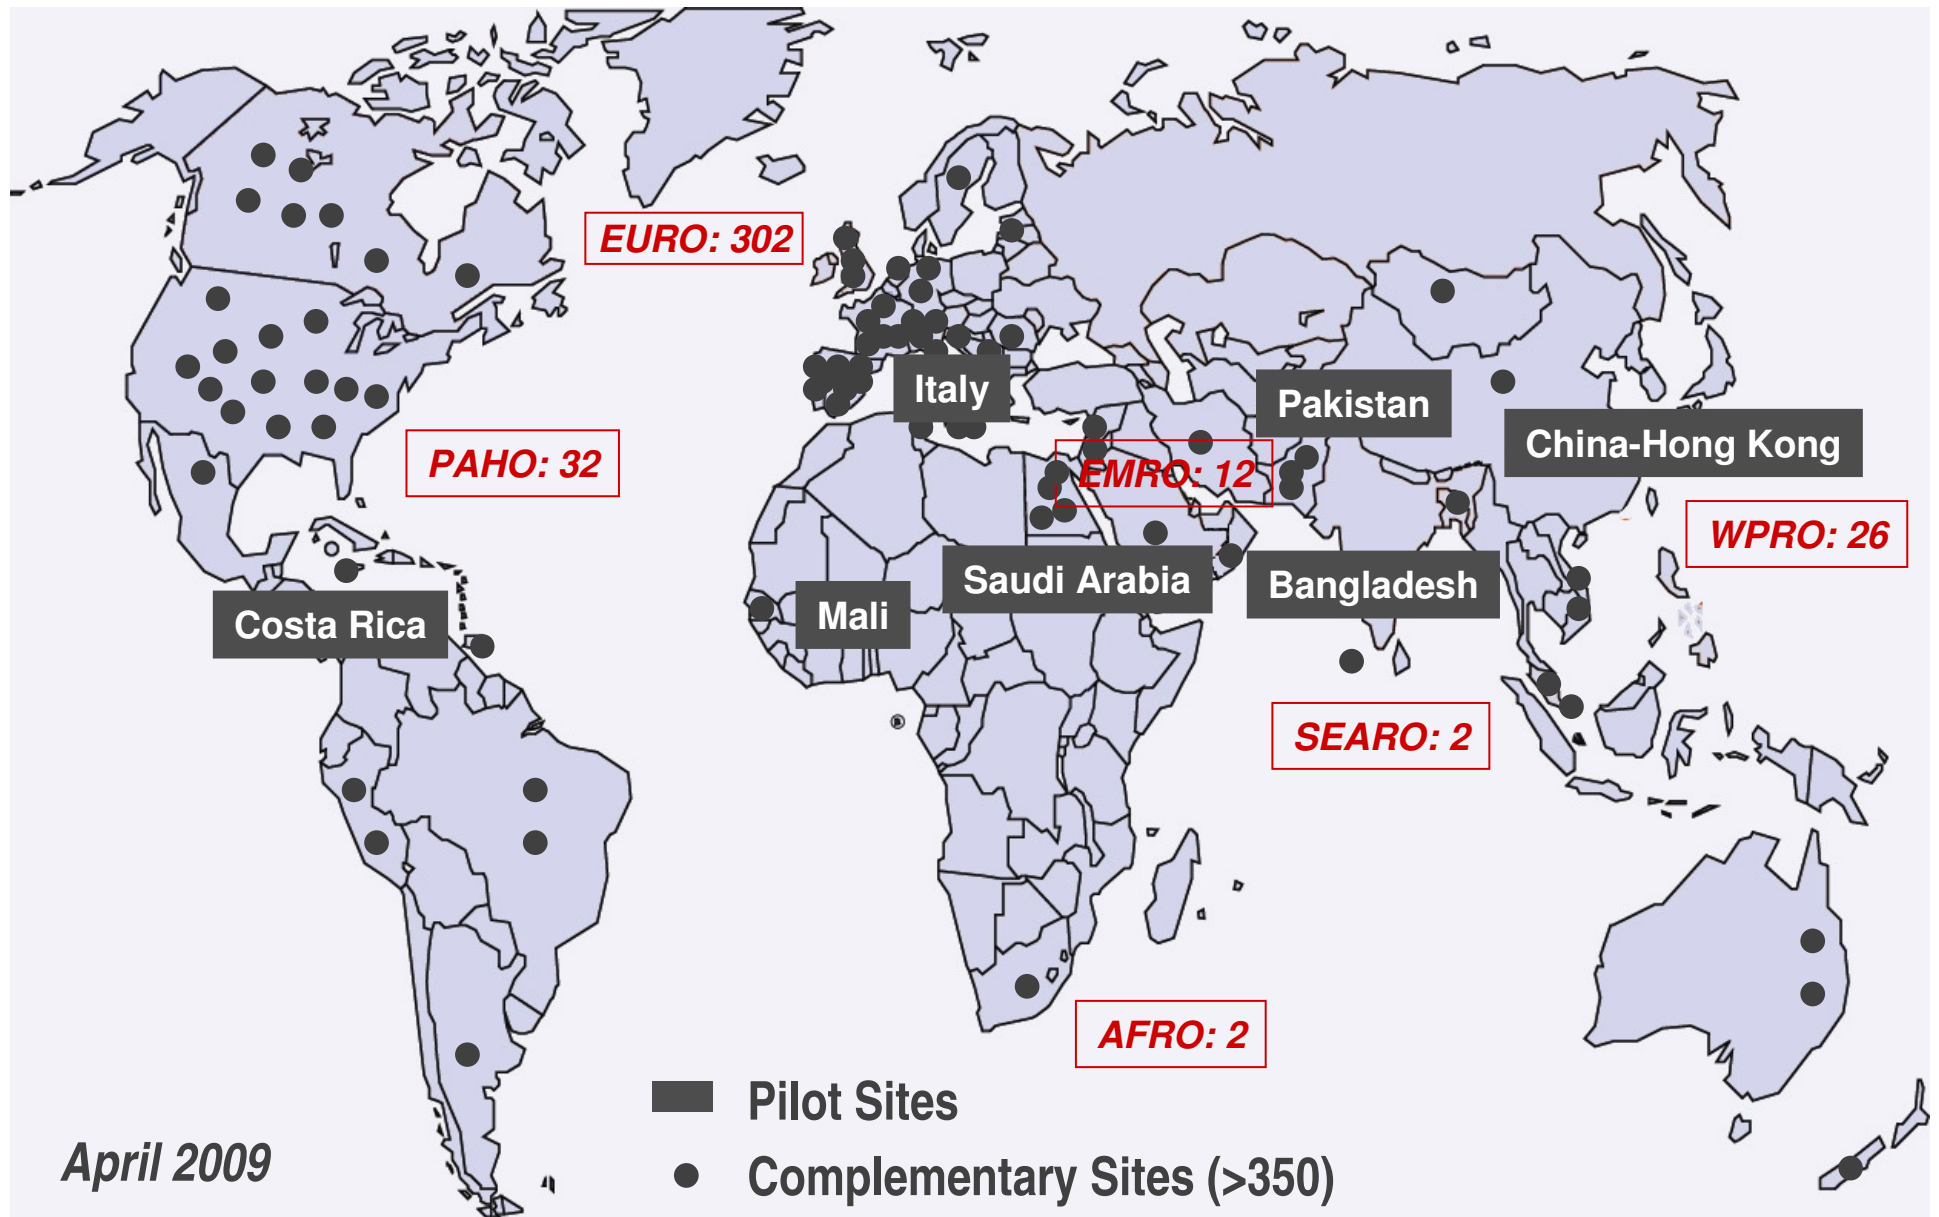 EURO: 302
Italy
Pakistan
China-Hong Kong
PAHO: 32
EMRO: 12
WPRO: 26
Saudi Arabia
Bangladesh
Mali
Costa Rica
SEARO: 2
AFRO: 2
Pilot Sites
April 2009
Complementary Sites (>350)